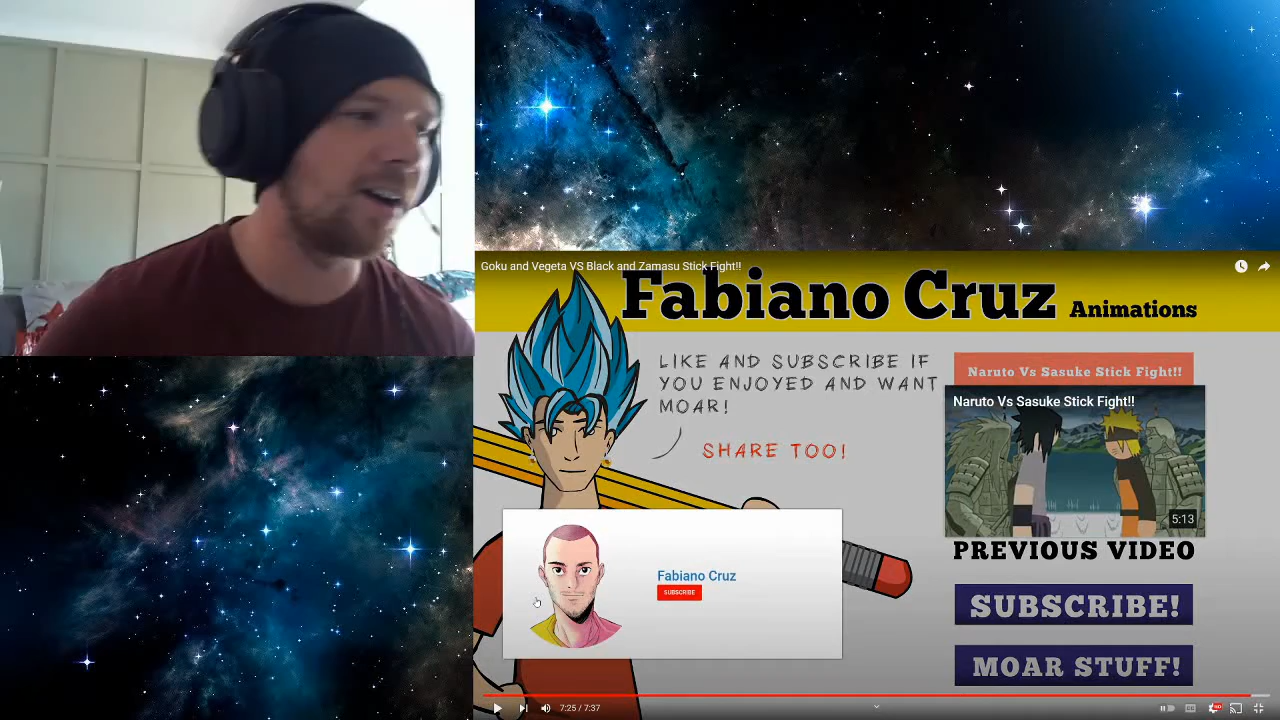 Goku and Vegeta VS Black and Zamasu Stick Fight!!
Fabiano Cruz Animations
LIKE AND SUBSCRIBE IF
YOU ENJOYED AND WANT
MOAR!
SHARE TOO!
Naruto Vs Sasuke Stick Fight!!
Naruto Vs Sasuke Stick Fight!!
5:13
PREVIOUS VIDEO
Fabiano Cruz
SUBSCRIBE
SUBSCRIBE!
MOAR STUFF!
7:25 / 7:37